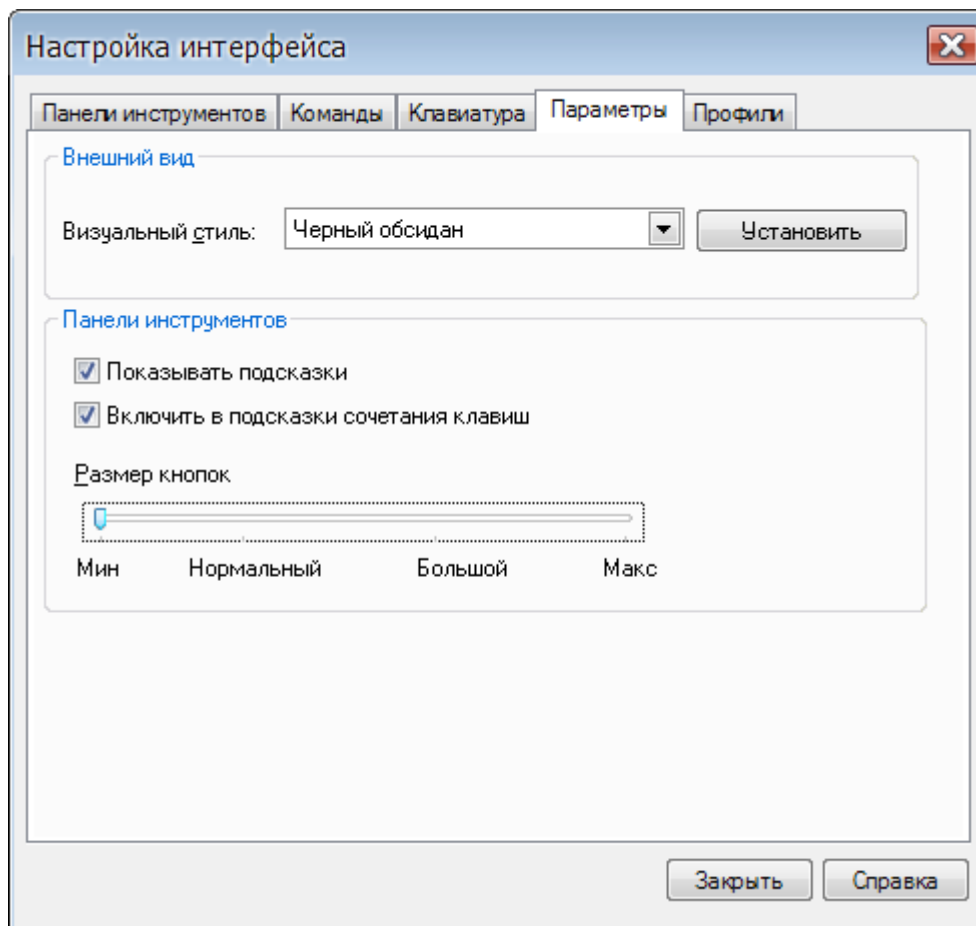 Настройка интерфейса
Панели инструментов Команды Клавиатура Параметры Профили
Внешний вид
Визуальный стиль: Черный обсидан Установить
Панели инструментов
Показывать подсказки
Включить в подсказки сочетания клавиш
Размер кнопок
Мин Нормальный Большой Макс
Закрыть Справка